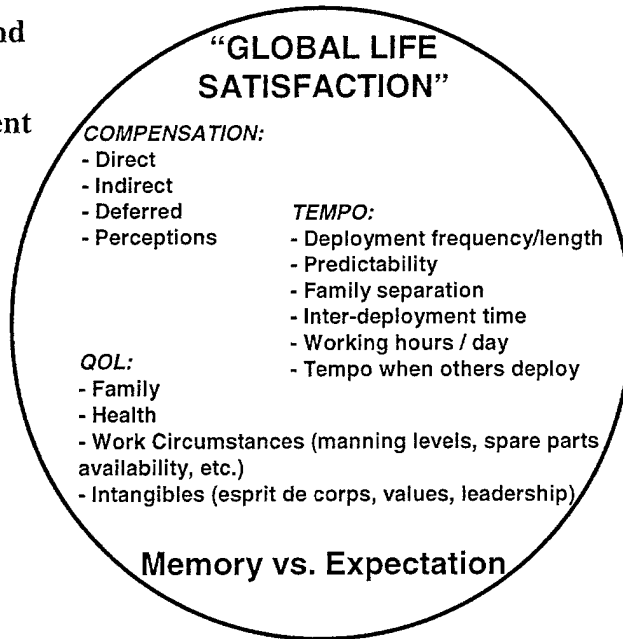 nd
ent
“GLOBAL LIFE
SATISFACTION”
COMPENSATION:
- Direct
- Indirect
- Deferred
- Perceptions
TEMPO:
- Deployment frequency/length
- Predictability
- Family separation
- Inter-deployment time
- Working hours / day
- Tempo when others deploy
QOL:
- Family
- Health
- Work Circumstances (manning levels, spare parts
availability, etc.)
- Intangibles (esprit de corps, values, leadership)
Memory vs. Expectation